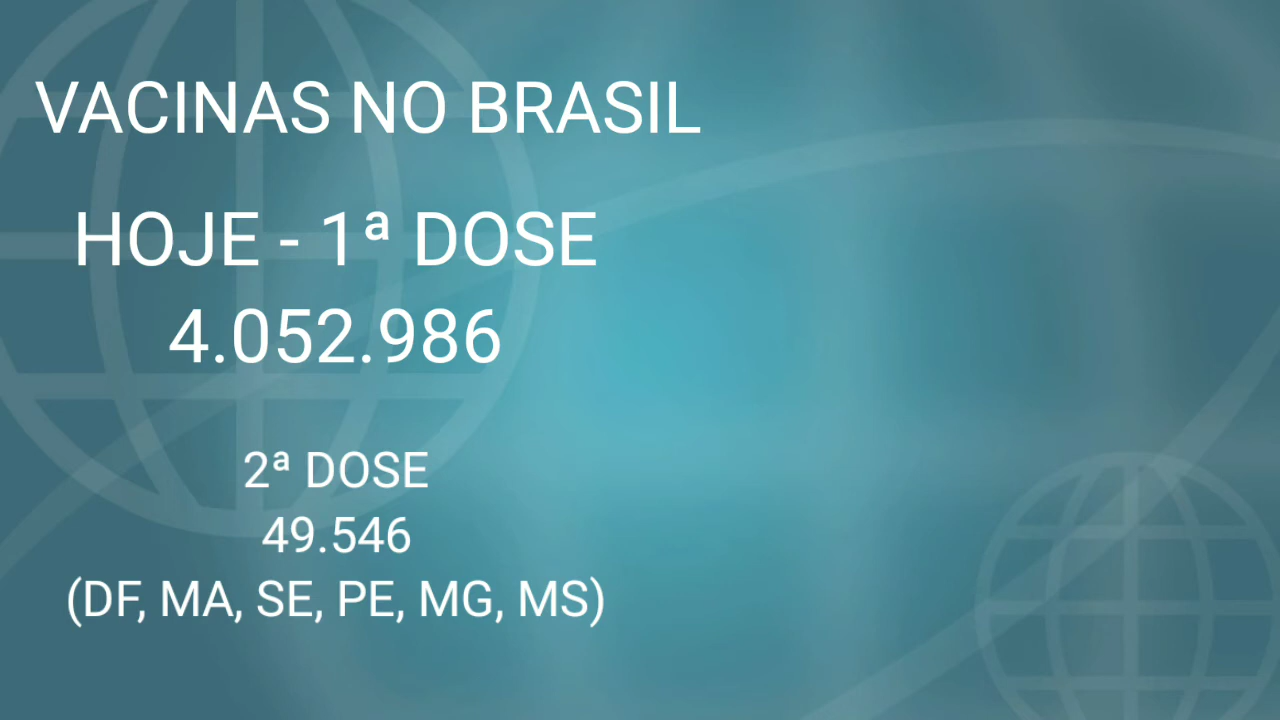 VACINAS NO BRASIL
HOJE - 1ª DOSE
4.052.986
2ª DOSE
49.546
(DF, MA, SE, PE, MG, MS)